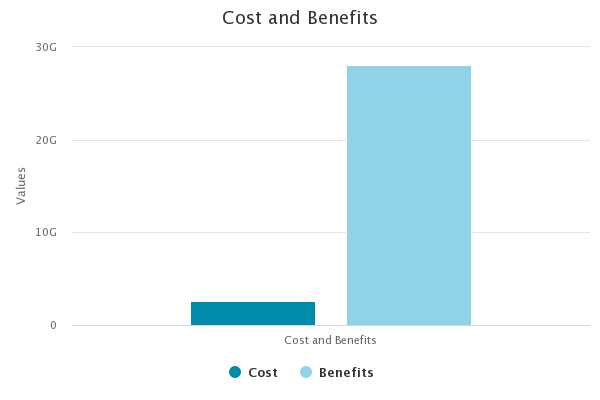 Cost and Benefits
30G
20G
10G
0
Values
Cost and Benefits
Cost
Benefits